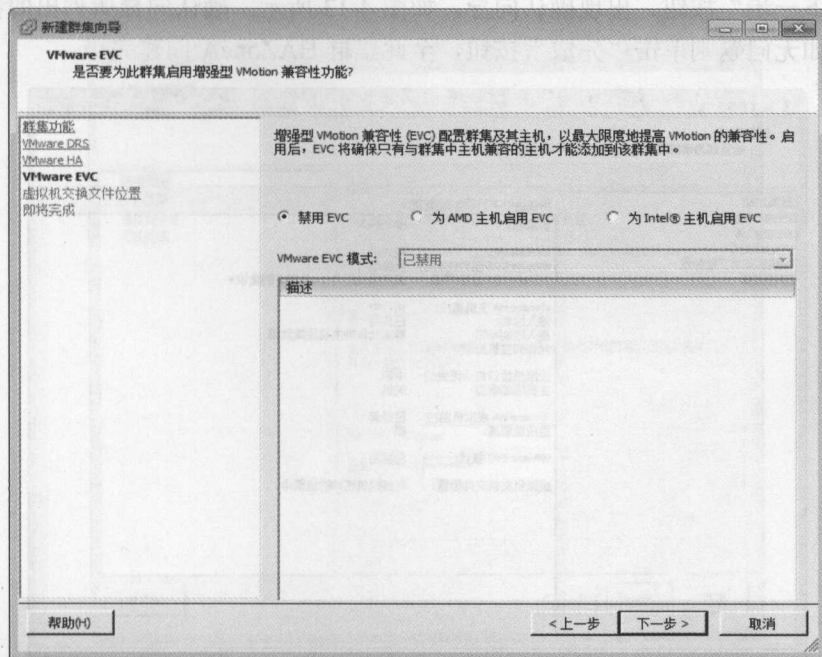 新建群集向导
VMware EVC
是否要为此群集启用增强型 VMotion 兼容性功能?
群集功能
VMware DRS
VMware HA
VMware EVC
虚拟机交换文件位置
即将完成
增强型 VMotion 兼容性 (EVC) 配置群集及其主机，以最大限度地提高 VMotion 的兼容性。启
用后，EVC 将确保只有与群集中主机兼容的主机才能添加到该群集中。
禁用 EVC
为 AMD 主机启用 EVC
为 Intel® 主机启用 EVC
VMware EVC 模式:
已禁用
描述
帮助(H)
<上一步
下一步 >
取消